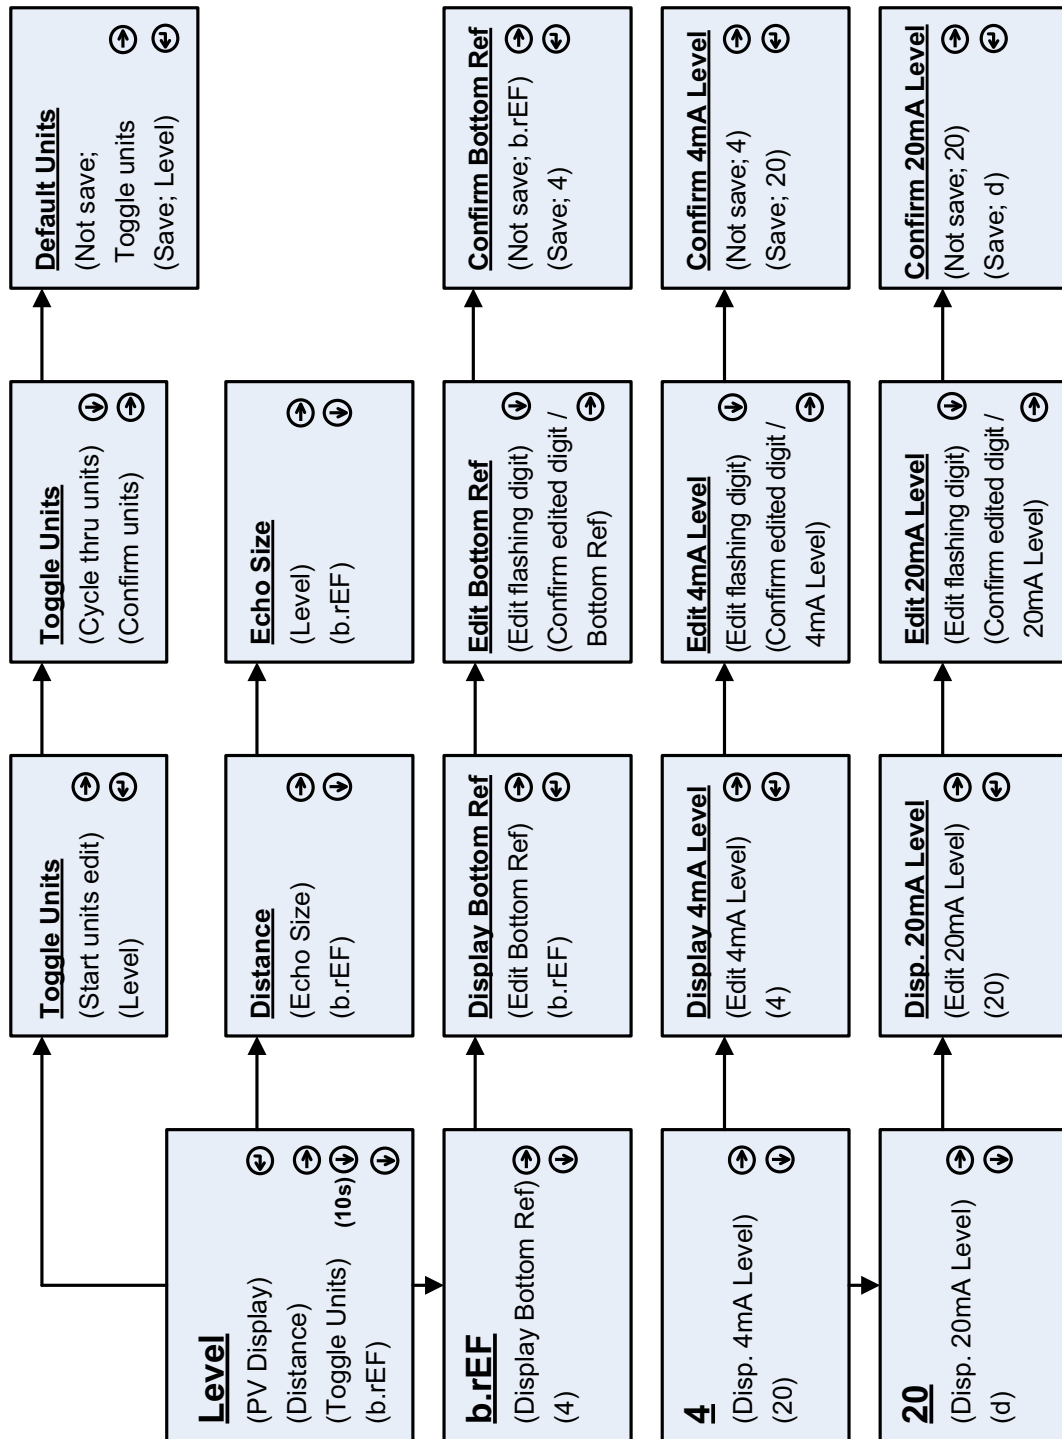 Level
(PV Display)
(Distance)
(Toggle Units) (10s)
(b.rEF)
Toggle Units
(Start units edit)
(Level)
Toggle Units
(Cycle thru units)
(Confirm units)
Default Units
(Not save;
Toggle units
(Save; Level)
Distance
(Echo Size)
(b.rEF)
Echo Size
(Level)
(b.rEF)
b.rEF
(Display Bottom Ref)
(4)
Display Bottom Ref
(Edit Bottom Ref)
(b.rEF)
Edit Bottom Ref
(Edit flashing digit)
(Confirm edited digit /
Bottom Ref)
Confirm Bottom Ref
(Not save; b.rEF)
(Save; 4)
4
(Disp. 4mA Level)
(20)
Display 4mA Level
(Edit 4mA Level)
(4)
Edit 4mA Level
(Edit flashing digit)
(Confirm edited digit /
4mA Level)
Confirm 4mA Level
(Not save; 4)
(Save; 20)
20
(Disp. 20mA Level)
(d)
Disp. 20mA Level
(Edit 20mA Level)
(20)
Edit 20mA Level
(Edit flashing digit)
(Confirm edited digit /
20mA Level)
Confirm 20mA Level
(Not save; 20)
(Save; d)